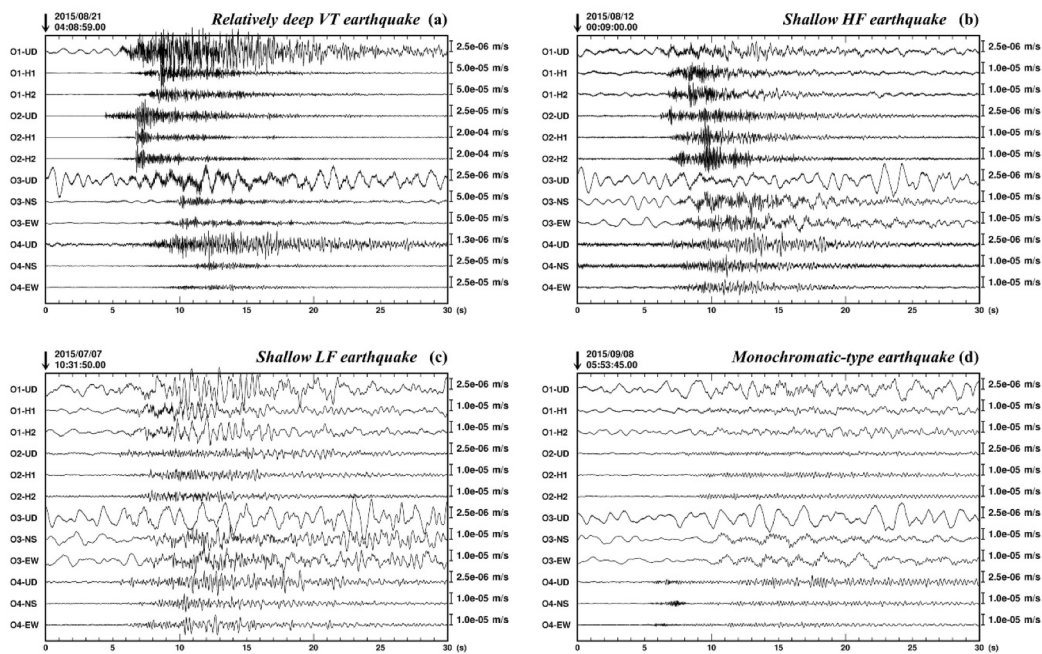 2015/08/21
04:08:59.00
Relatively deep VT earthquake (a)
O1-UD 2.5e-06 m/s
O1-H1 5.0e-05 m/s
O1-H2 5.0e-05 m/s
O2-UD 2.5e-05 m/s
O2-H1 2.0e-04 m/s
O2-H2 2.0e-04 m/s
O3-UD 2.5e-06 m/s
O3-NS 5.0e-05 m/s
O3-EW 5.0e-05 m/s
O4-UD 1.3e-06 m/s
O4-NS 2.5e-05 m/s
O4-EW 2.5e-05 m/s
0 5 10 15 20 25 30 (s)
2015/08/12
00:09:00.00
Shallow HF earthquake (b)
O1-UD 2.5e-06 m/s
O1-H1 1.0e-05 m/s
O1-H2 1.0e-05 m/s
O2-UD 2.5e-06 m/s
O2-H1 1.0e-05 m/s
O2-H2 1.0e-05 m/s
O3-UD 2.5e-06 m/s
O3-NS 1.0e-05 m/s
O3-EW 1.0e-05 m/s
O4-UD 2.5e-06 m/s
O4-NS 1.0e-05 m/s
O4-EW 1.0e-05 m/s
0 5 10 15 20 25 30 (s)
2015/07/07
10:31:50.00
Shallow LF earthquake (c)
O1-UD 2.5e-06 m/s
O1-H1 1.0e-05 m/s
O1-H2 1.0e-05 m/s
O2-UD 2.5e-06 m/s
O2-H1 1.0e-05 m/s
O2-H2 1.0e-05 m/s
O3-UD 2.5e-06 m/s
O3-NS 1.0e-05 m/s
O3-EW 1.0e-05 m/s
O4-UD 2.5e-06 m/s
O4-NS 1.0e-05 m/s
O4-EW 1.0e-05 m/s
0 5 10 15 20 25 30 (s)
2015/09/08
05:53:45.00
Monochromatic-type earthquake (d)
O1-UD 2.5e-06 m/s
O1-H1 1.0e-05 m/s
O1-H2 1.0e-05 m/s
O2-UD 2.5e-06 m/s
O2-H1 1.0e-05 m/s
O2-H2 1.0e-05 m/s
O3-UD 2.5e-06 m/s
O3-NS 1.0e-05 m/s
O3-EW 1.0e-05 m/s
O4-UD 2.5e-06 m/s
O4-NS 1.0e-05 m/s
O4-EW 1.0e-05 m/s
0 5 10 15 20 25 30 (s)